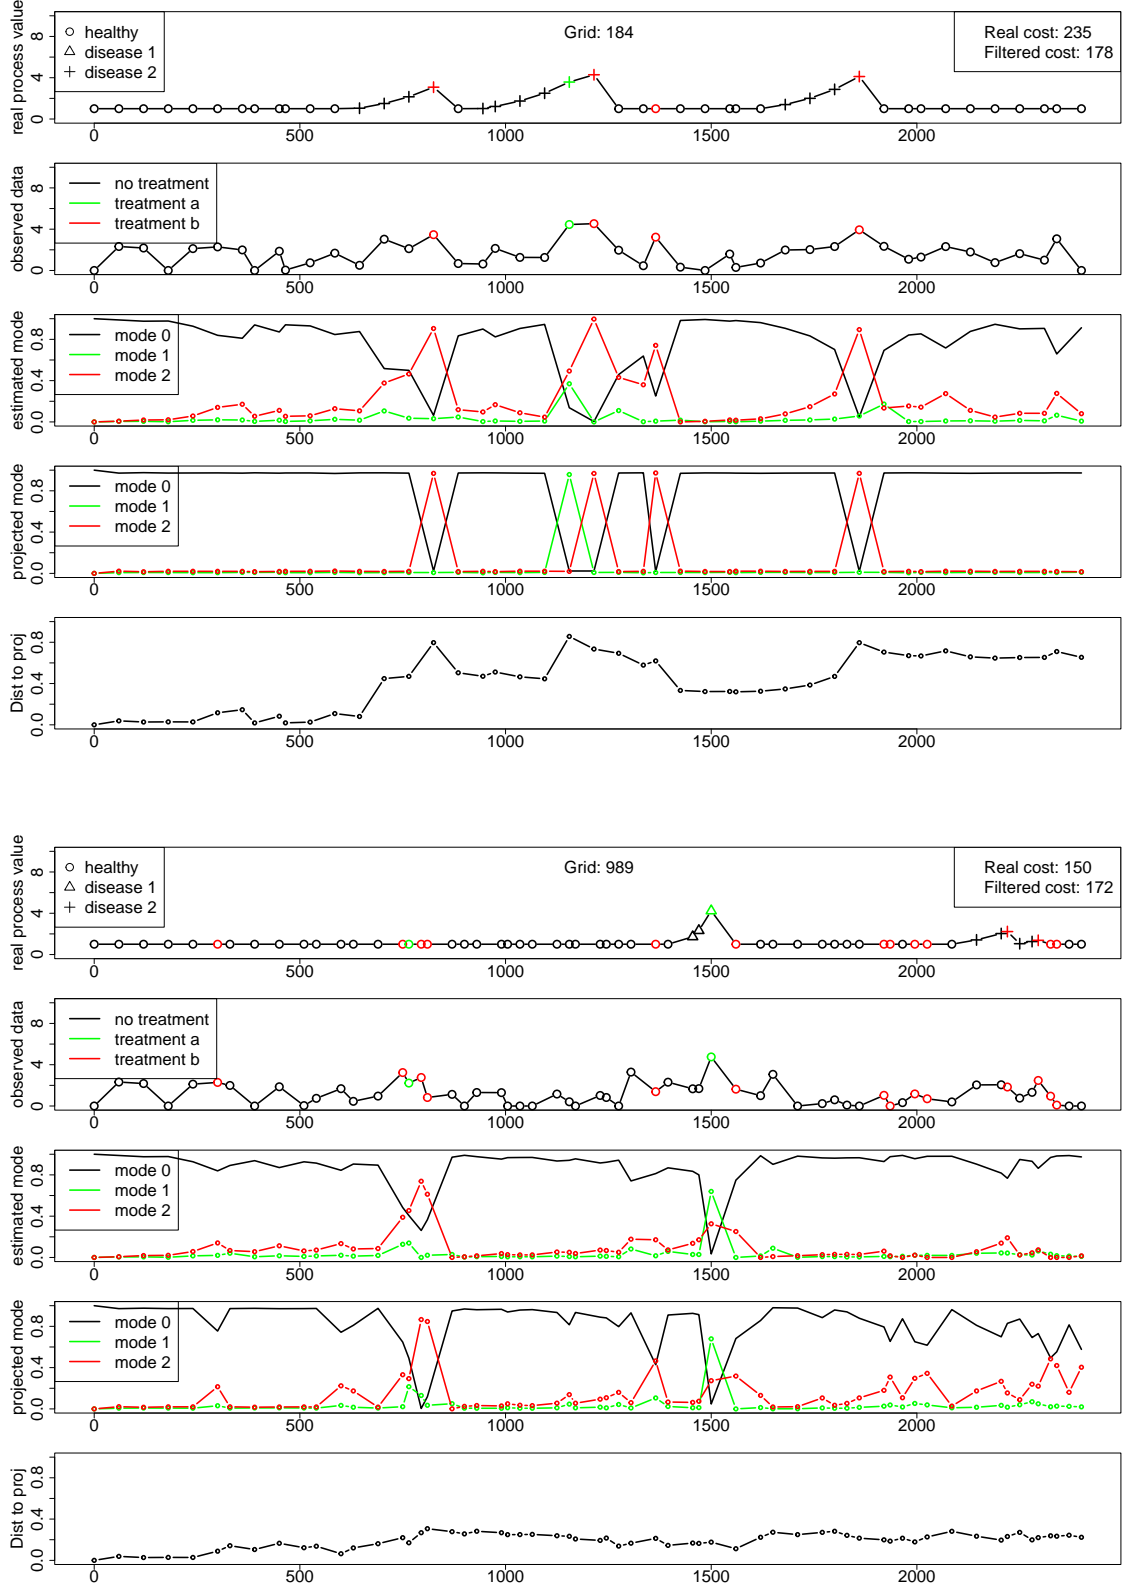 real process value
0 4 8
healthy
disease 1
disease 2
Grid: 184
Real cost: 235
Filtered cost: 178
0 500 1000 1500 2000
observed data
0 4 8
no treatment
treatment a
treatment b
0 500 1000 1500 2000
estimated mode
0.0 0.4 0.8
mode 0
mode 1
mode 2
0 500 1000 1500 2000
projected mode
0.0 0.4 0.8
mode 0
mode 1
mode 2
0 500 1000 1500 2000
Dist to proj
0.0 0.4 0.8
0 500 1000 1500 2000
real process value
0 4 8
healthy
disease 1
disease 2
Grid: 989
Real cost: 150
Filtered cost: 172
0 500 1000 1500 2000
observed data
0 4 8
no treatment
treatment a
treatment b
0 500 1000 1500 2000
estimated mode
0.0 0.4 0.8
mode 0
mode 1
mode 2
0 500 1000 1500 2000
projected mode
0.0 0.4 0.8
mode 0
mode 1
mode 2
0 500 1000 1500 2000
Dist to proj
0.0 0.4 0.8
0 500 1000 1500 2000